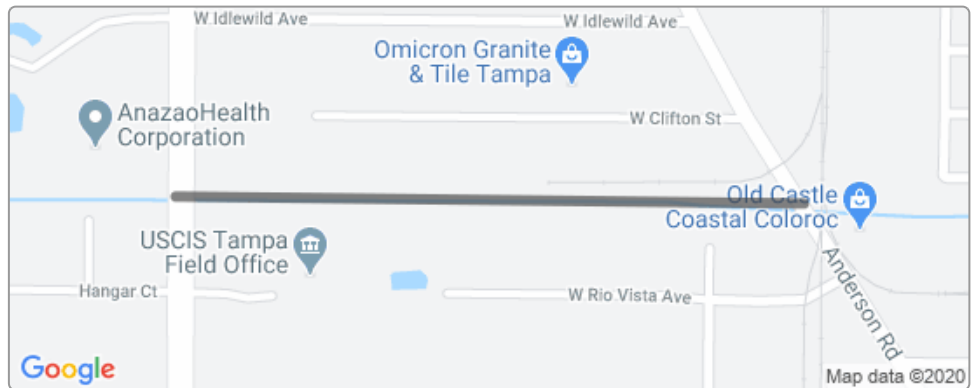 W Idlewild Ave
W Idlewild Ave
Omicron Granite
& Tile Tampa
AnazaoHealth
Corporation
W Clifton St
Old Castle
Coastal Coloroc
USCIS Tampa
Field Office
Hangar Ct
W Rio Vista Ave
Anderson Rd
Google
Map data ©2020